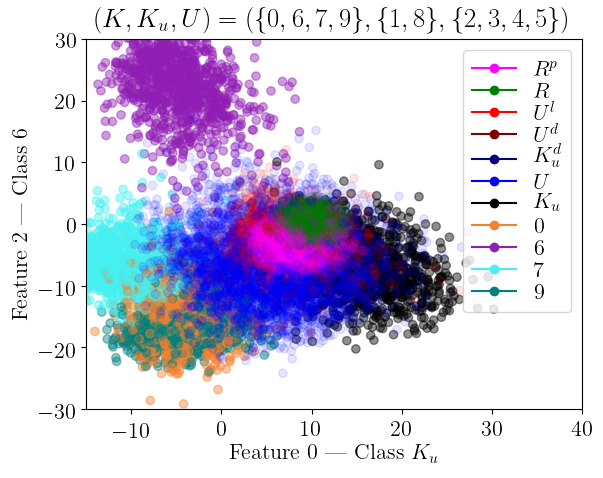 (K, K_u, U) = ({0, 6, 7, 9}, {1, 8}, {2, 3, 4, 5})
30
20
10
0
−10
−20
−30
Feature 2 — Class 6
R^p
R
U^l
U^d
K_u^d
U
K_u
0
6
7
9
−10
0
10
20
30
40
Feature 0 — Class K_u